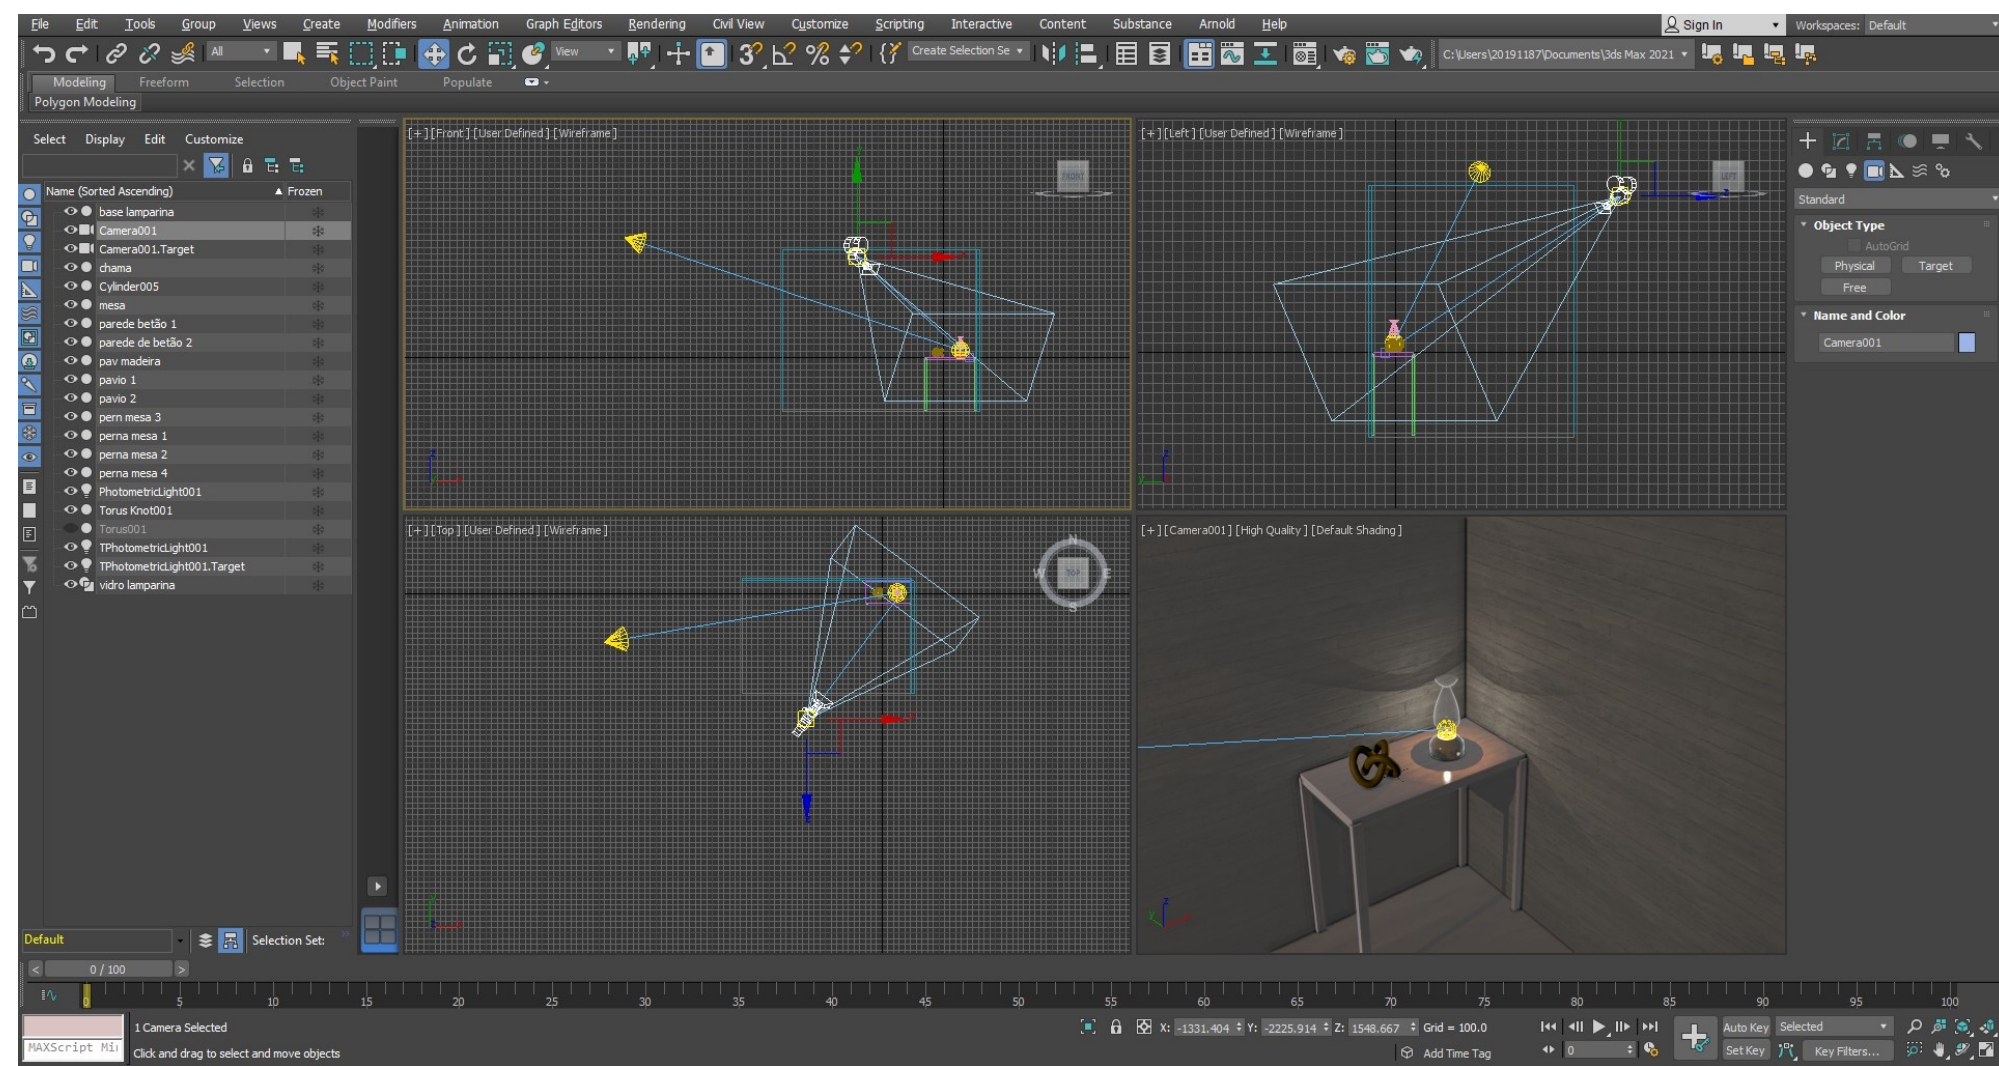 File Edit Tools Group Views Create Modifiers Animation Graph Editors Rendering Civil View Customize Scripting Interactive Content Substance Arnold Help Sign In Workspaces: Default
All View Create Selection Se C:\Users\20191187\Documents\3ds Max 2021
Modeling Freeform Selection Object Paint Populate
Polygon Modeling
Select Display Edit Customize
Name (Sorted Ascending) Frozen
base lamparina
Camera001
Camera001.Target
chama
Cylinder005
mesa
parede betão 1
parede de betão 2
pav madeira
pavio 1
pavio 2
pern mesa 3
perna mesa 1
perna mesa 2
perna mesa 4
PhotometricLight001
Torus Knot001
Torus001
TPhotometricLight001
TPhotometricLight001.Target
vidro lamparina
Default Selection Set:
[+] [Front] [User Defined] [Wireframe]
FRONT
[+] [Left] [User Defined] [Wireframe]
LEFT
[+] [Top] [User Defined] [Wireframe]
N
W TOP E
S
[+] [Camera001] [High Quality] [Default Shading]
Standard
Object Type
AutoGrid
Physical Target
Free
Name and Color
Camera001
< 0 / 100 >
0 5 10 15 20 25 30 35 40 45 50 55 60 65 70 75 80 85 90 95 100
1 Camera Selected X: -1331.404 Y: -2225.914 Z: 1548.667 Grid = 100.0 Auto Key Selected
MAXScript Mi Click and drag to select and move objects Add Time Tag 0 Set Key Key Filters...